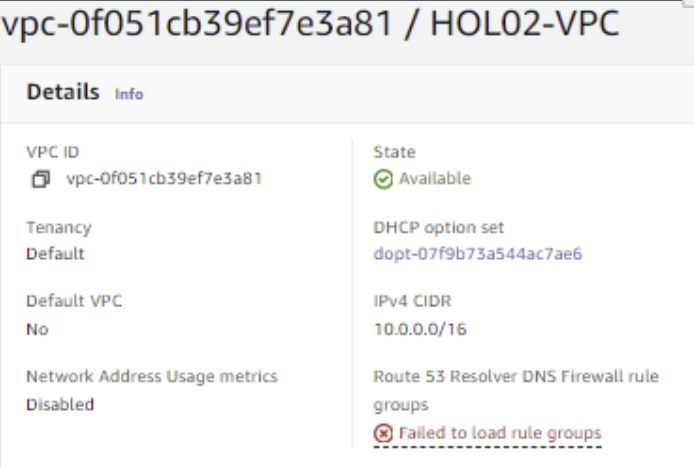 vpc-0f051cb39ef7e3a81 / HOL02-VPC
Details Info
VPC ID
vpc-0f051cb39ef7e3a81
State
Available
Tenancy
Default
DHCP option set
dopt-07f9b73a544ac7ae6
Default VPC
No
IPv4 CIDR
10.0.0.0/16
Network Address Usage metrics
Disabled
Route 53 Resolver DNS Firewall rule
groups
Failed to load rule groups